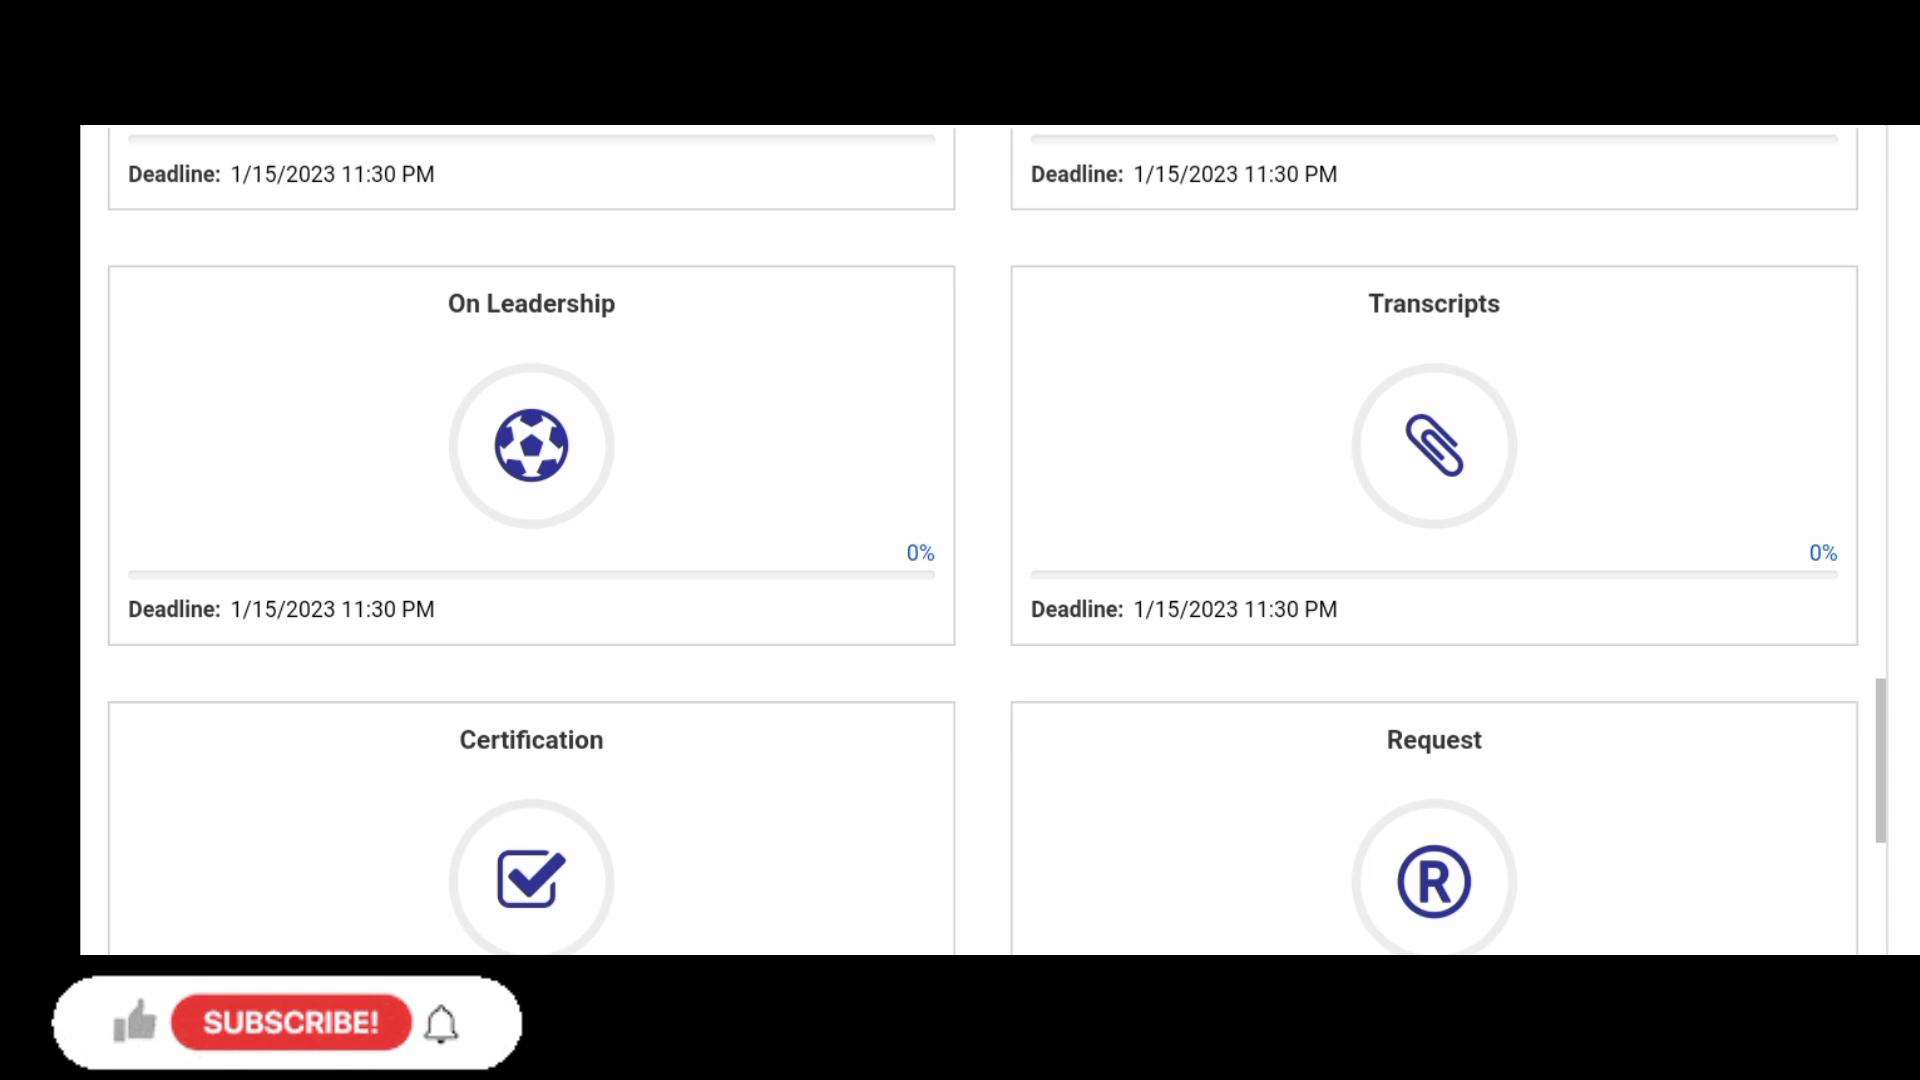 Deadline: 1/15/2023 11:30 PM
Deadline: 1/15/2023 11:30 PM
On Leadership
0%
Deadline: 1/15/2023 11:30 PM
Transcripts
0%
Deadline: 1/15/2023 11:30 PM
Certification
Request
R
SUBSCRIBE!